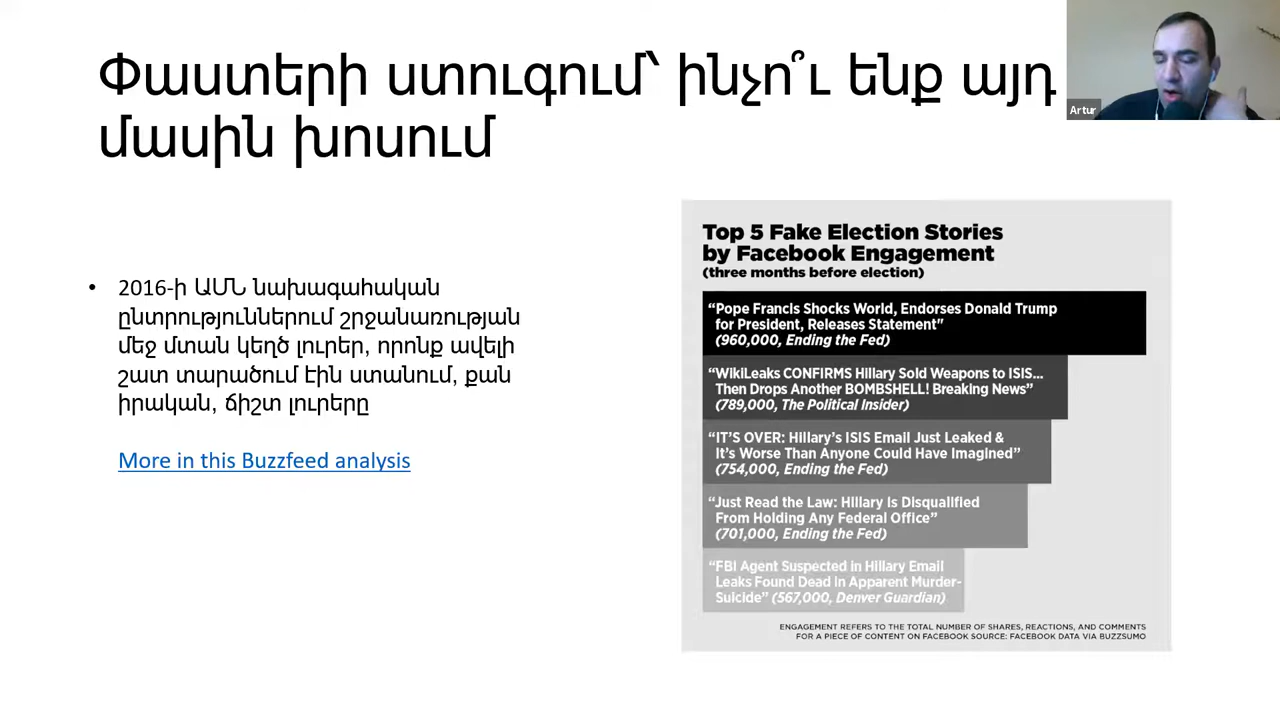 Փաստերի ստուգում՝ ինչո՞ւ ենք այդ
մասին խոսում
Artur
• 2016-ի ԱՄՆ նախագահական
ընտրություններում շրջանառության
մեջ մտան կեղծ լուրեր, որոնք ավելի
շատ տարածում էին ստանում, քան
իրական, ճիշտ լուրերը
More in this Buzzfeed analysis
Top 5 Fake Election Stories
by Facebook Engagement
(three months before election)
“Pope Francis Shocks World, Endorses Donald Trump
for President, Releases Statement"
(960,000, Ending the Fed)
“WikiLeaks CONFIRMS Hillary Sold Weapons to ISIS...
Then Drops Another BOMBSHELL! Breaking News”
(789,000, The Political Insider)
“IT’S OVER: Hillary’s ISIS Email Just Leaked &
It’s Worse Than Anyone Could Have Imagined”
(754,000, Ending the Fed)
“Just Read the Law: Hillary Is Disqualified
From Holding Any Federal Office”
(701,000, Ending the Fed)
“FBI Agent Suspected in Hillary Email
Leaks Found Dead in Apparent Murder-
Suicide” (567,000, Denver Guardian)
ENGAGEMENT REFERS TO THE TOTAL NUMBER OF SHARES, REACTIONS, AND COMMENTS
FOR A PIECE OF CONTENT ON FACEBOOK SOURCE: FACEBOOK DATA VIA BUZZSUMO